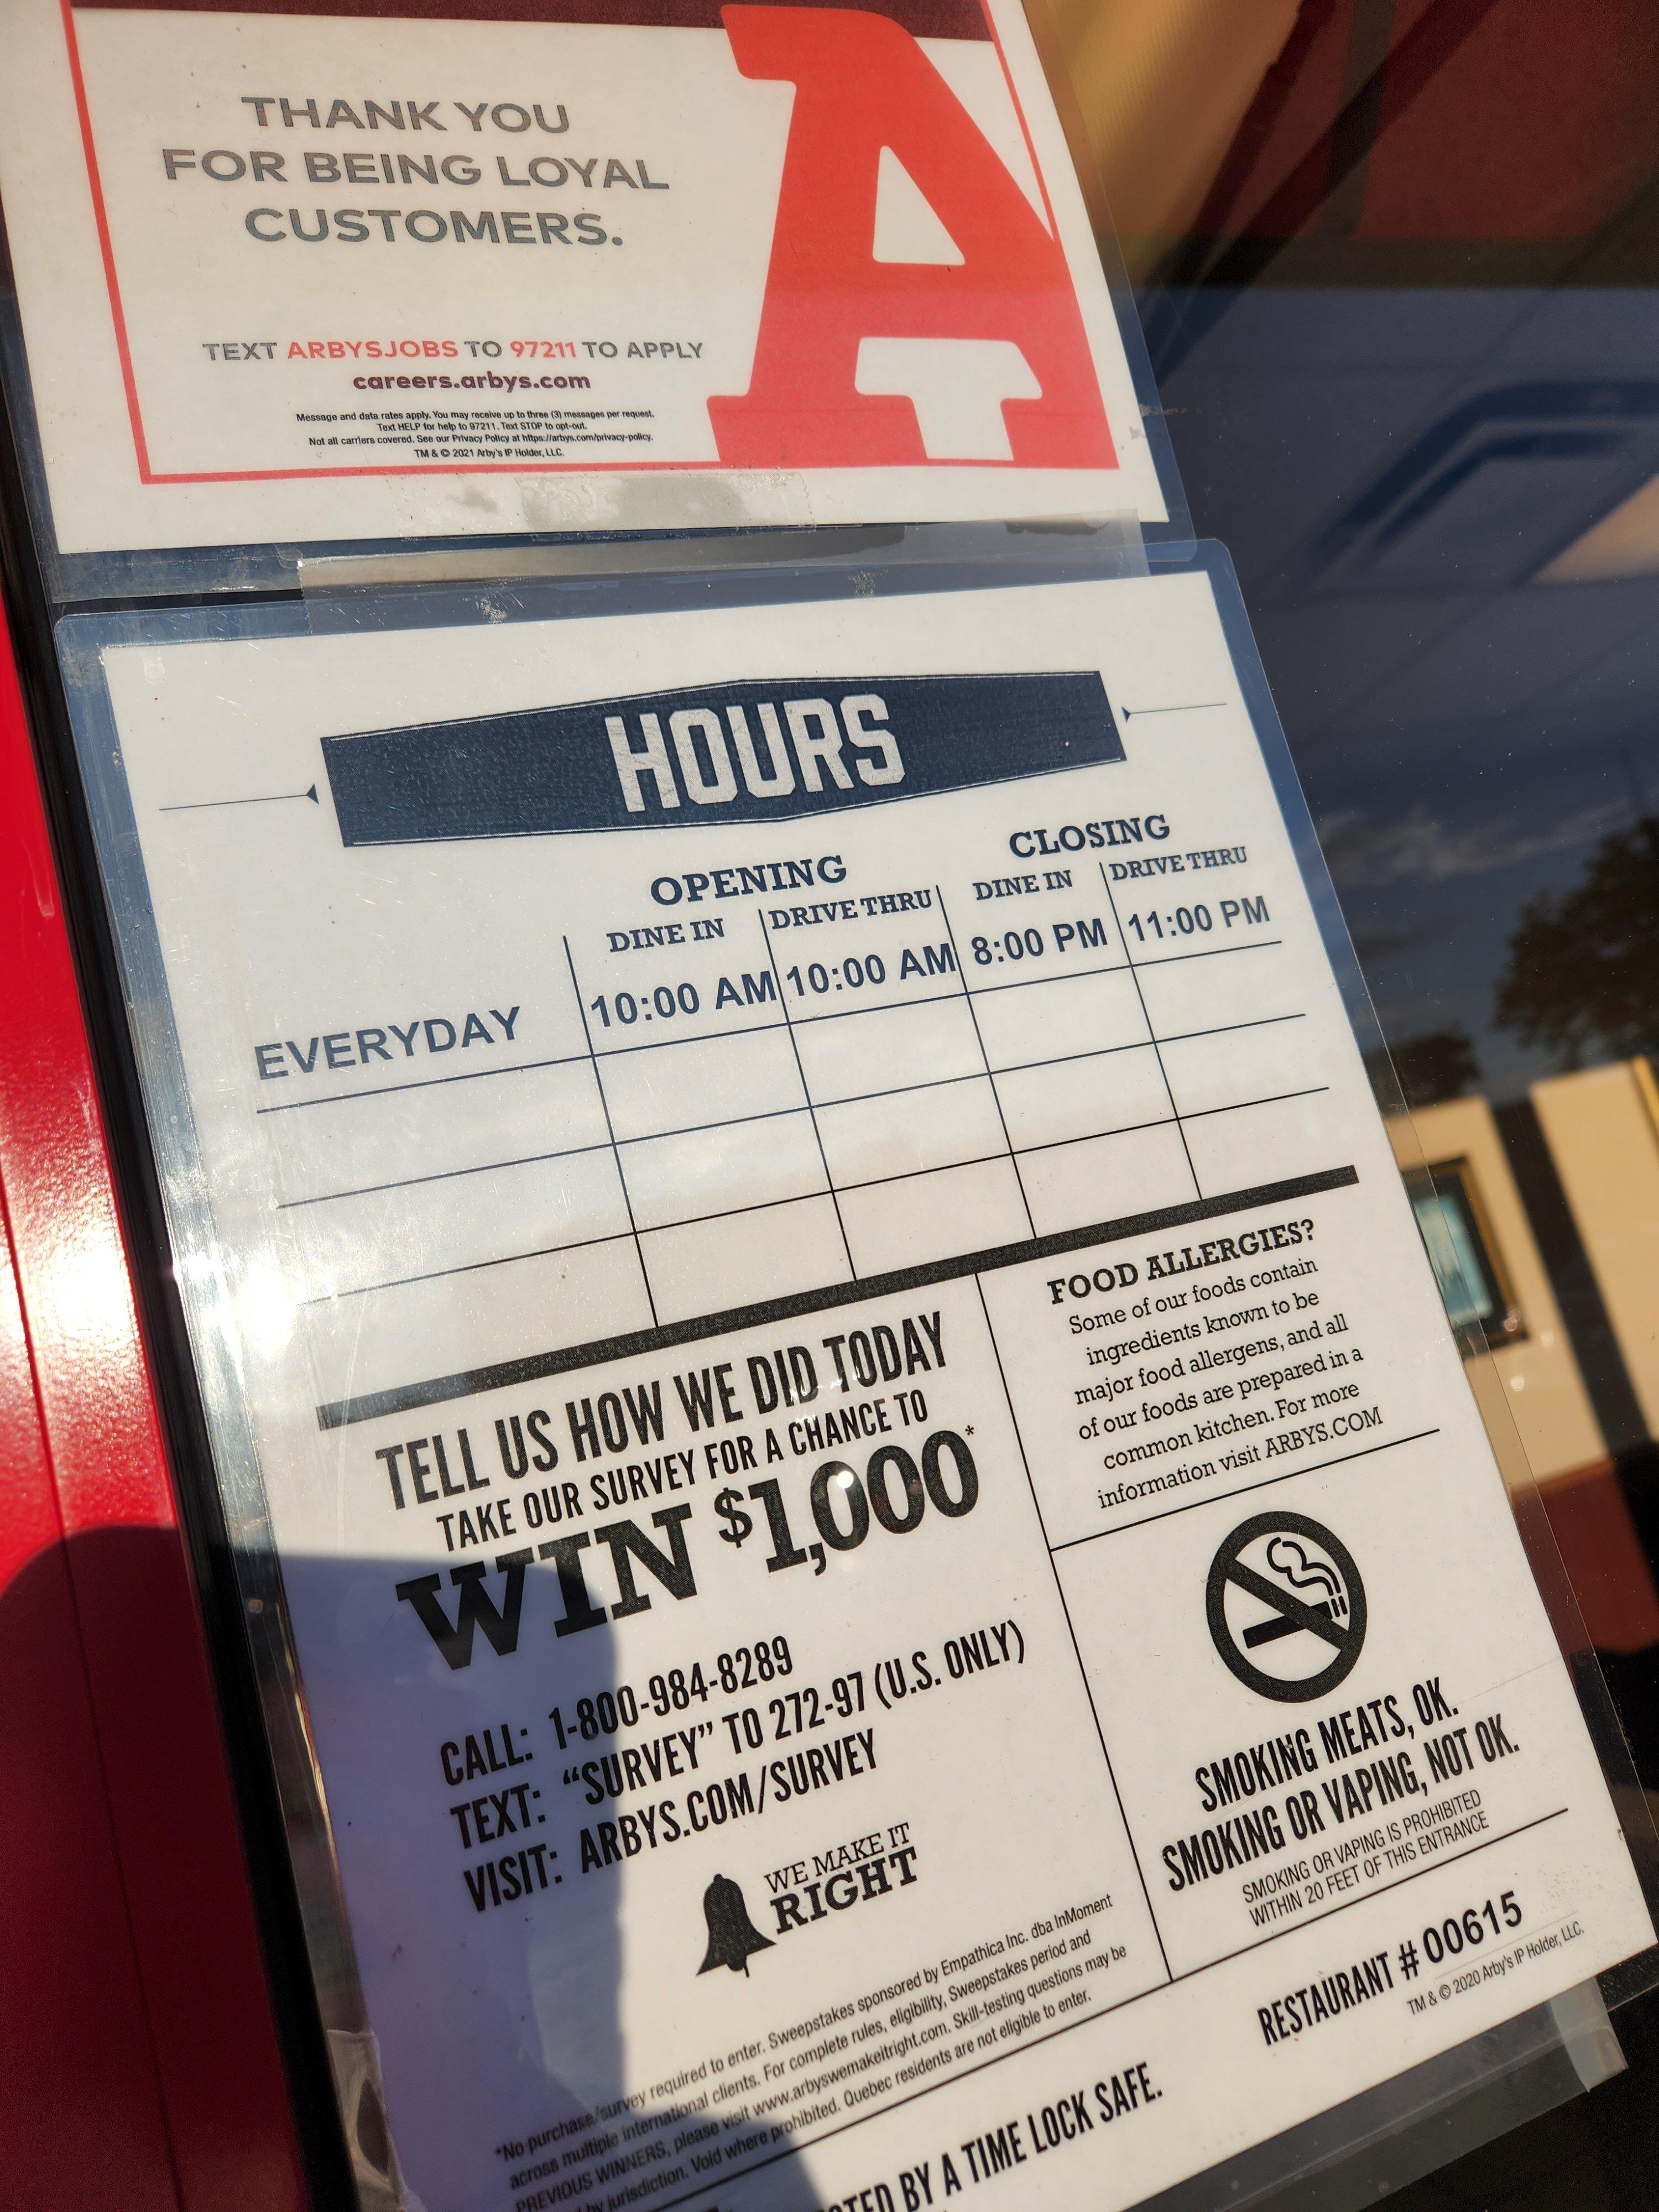 THANK YOU
FOR BEING LOYAL
CUSTOMERS.
A
TEXT ARBYSJOBS TO 97211 TO APPLY
careers.arbys.com
Message and data rates apply. You may receive up to three (3) messages per request.
Text HELP for help to 97211. Text STOP to opt-out.
Not all carriers covered. See our Privacy Policy at https://arbys.com/privacy-policy.
TM & © 2021 Arby's IP Holder, LLC.
HOURS
OPENING CLOSING
DINE IN DRIVE THRU DINE IN DRIVE THRU
EVERYDAY 10:00 AM 10:00 AM 8:00 PM 11:00 PM
TELL US HOW WE DID TODAY
TAKE OUR SURVEY FOR A CHANCE TO
WIN $1,000*
CALL: 1-800-984-8289
TEXT: “SURVEY” TO 272-97 (U.S. ONLY)
VISIT: ARBYS.COM/SURVEY
WE MAKE IT
RIGHT
*No purchase/survey required to enter. Sweepstakes sponsored by Empathica Inc. dba InMoment
across multiple international clients. For complete rules, eligibility, Sweepstakes period and
PREVIOUS WINNERS, please visit www.arbyswemakeitright.com. Skill-testing questions may be
by jurisdiction. Void where prohibited. Quebec residents are not eligible to enter.
FOOD ALLERGIES?
Some of our foods contain
ingredients known to be
major food allergens, and all
of our foods are prepared in a
common kitchen. For more
information visit ARBYS.COM
SMOKING MEATS, OK.
SMOKING OR VAPING, NOT OK.
SMOKING OR VAPING IS PROHIBITED
WITHIN 20 FEET OF THIS ENTRANCE
RESTAURANT # 00615
TM & © 2020 Arby's IP Holder, LLC.
BY A TIME LOCK SAFE.